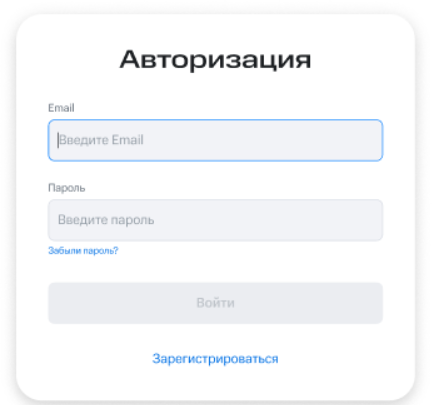 Авторизация
Email
Введите Email
Пароль
Введите пароль
Забыли пароль?
Войти
Зарегистрироваться